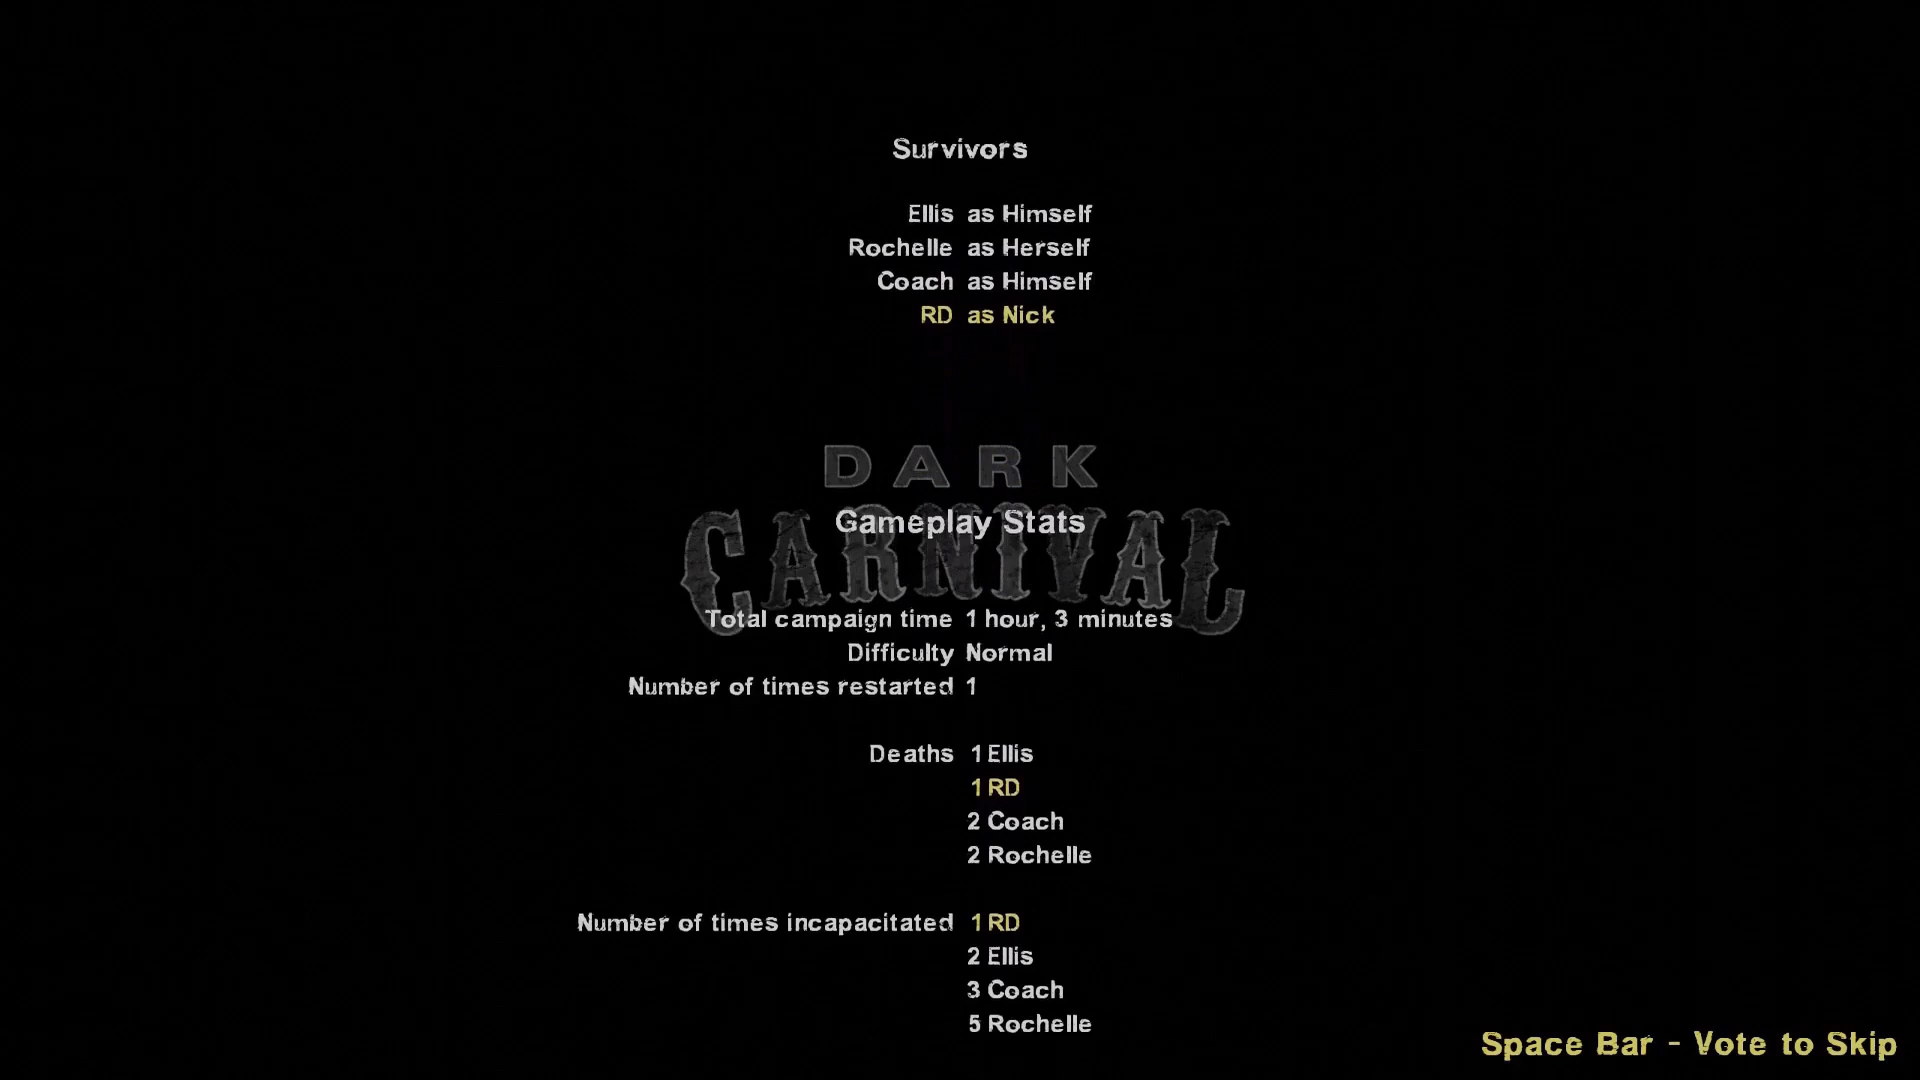 Survivors
Ellis as Himself
Rochelle as Herself
Coach as Himself
RD as Nick
DARK
CARNIVAL
Gameplay Stats
Total campaign time 1 hour, 3 minutes
Difficulty Normal
Number of times restarted 1
Deaths 1 Ellis
1 RD
2 Coach
2 Rochelle
Number of times incapacitated 1 RD
2 Ellis
3 Coach
5 Rochelle
Space Bar - Vote to Skip